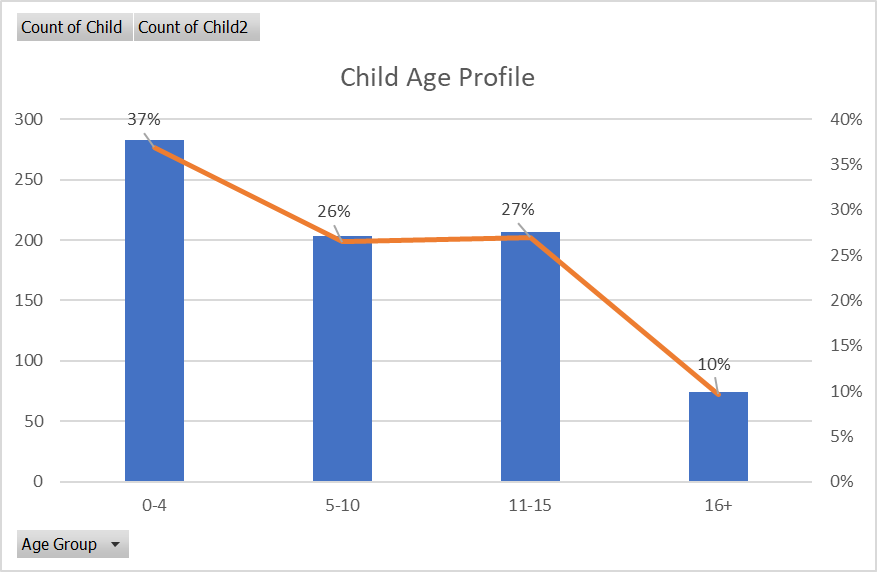 Count of Child Count of Child2
Child Age Profile
300 37% 40%
250 35%
26% 27% 30%
200 25%
150 20%
100 10% 15%
50 10%
5%
0 0%
0-4 5-10 11-15 16+
Age Group